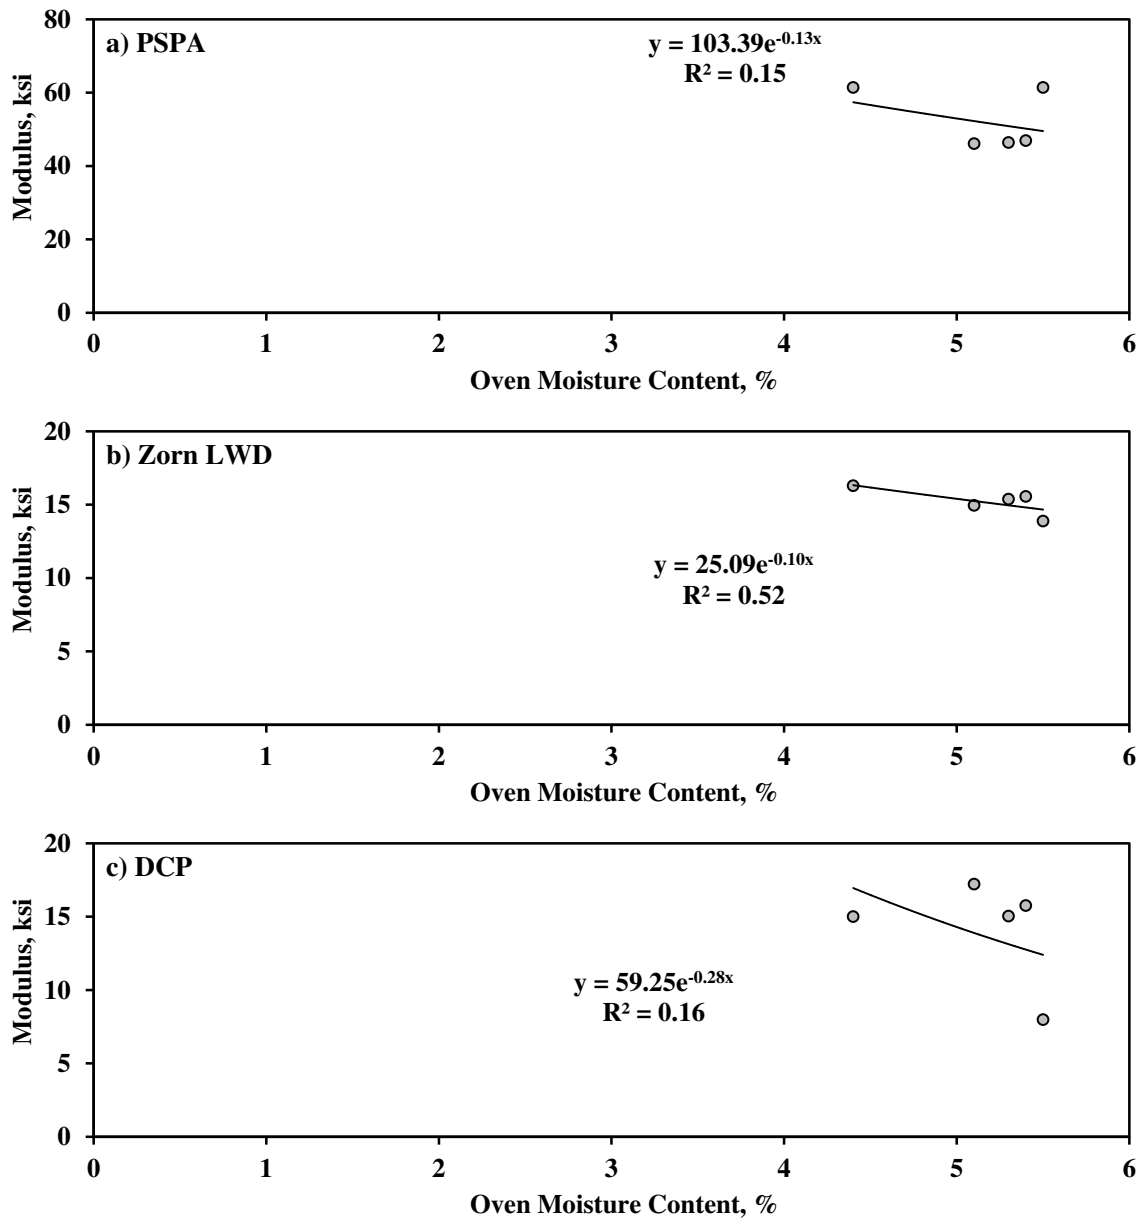 a) PSPA
y = 103.39e^-0.13x
R² = 0.15
80
60
40
20
0
Modulus, ksi
0 1 2 3 4 5 6
Oven Moisture Content, %
b) Zorn LWD
y = 25.09e^-0.10x
R² = 0.52
20
15
10
5
0
Modulus, ksi
0 1 2 3 4 5 6
Oven Moisture Content, %
c) DCP
y = 59.25e^-0.28x
R² = 0.16
20
15
10
5
0
Modulus, ksi
0 1 2 3 4 5 6
Oven Moisture Content, %